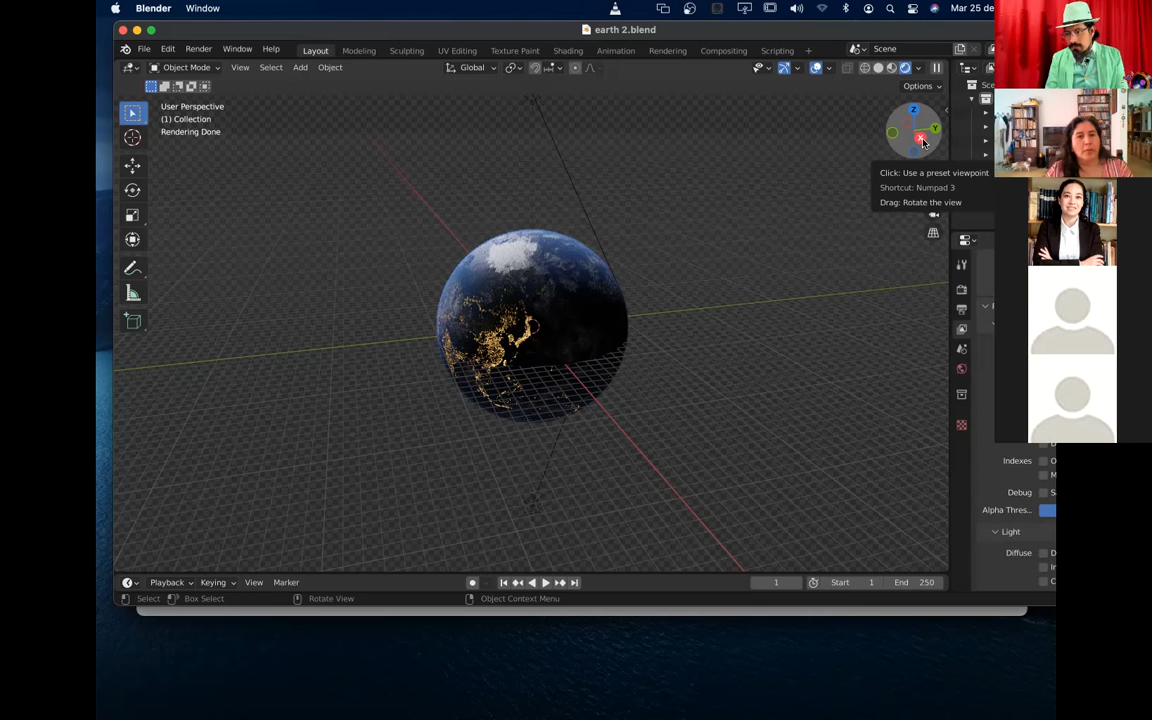 Blender Window Mar 25 de
earth 2.blend
File Edit Render Window Help Layout Modeling Sculpting UV Editing Texture Paint Shading Animation Rendering Compositing Scripting + Scene
Object Mode View Select Add Object Global
Options
User Perspective
(1) Collection
Rendering Done
Z
Y
X
Click: Use a preset viewpoint
Shortcut: Numpad 3
Drag: Rotate the view
Indexes
Debug
Alpha Thres...
Light
Diffuse
Playback Keying View Marker 1 Start 1 End 250
Select Box Select Rotate View Object Context Menu